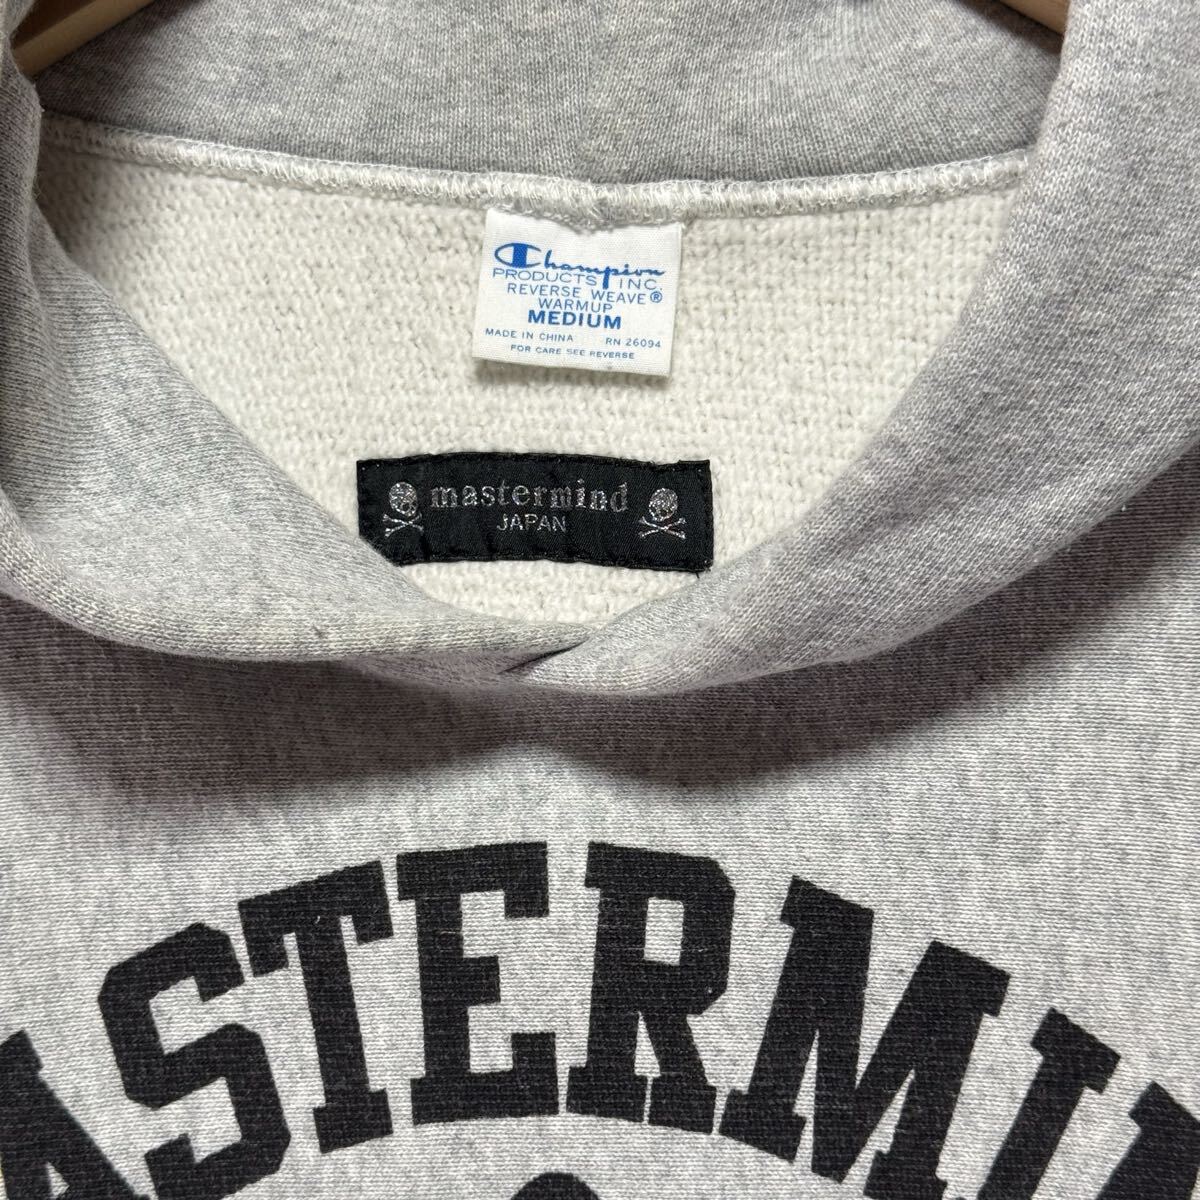 Champion
PRODUCTS INC.
REVERSE WEAVE®
WARMUP
MEDIUM
MADE IN CHINA RN 26094
FOR CARE SEE REVERSE
mastermind
JAPAN
ASTERMI